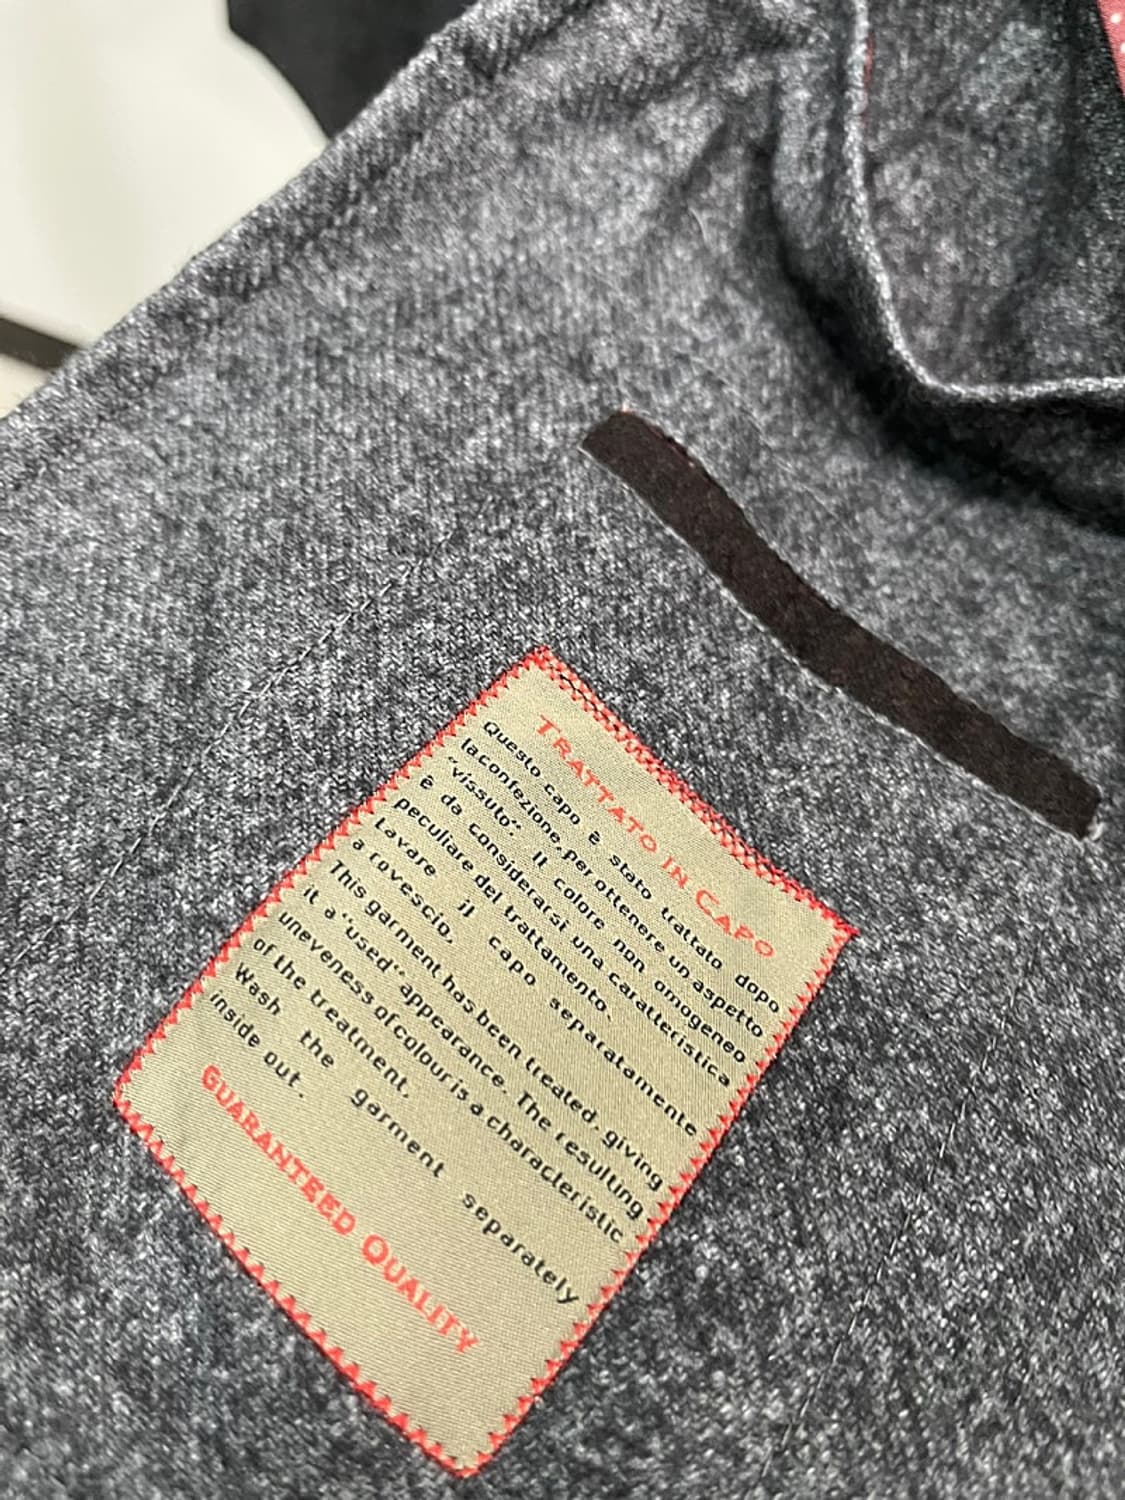 TRATTATO IN CAPO
Questo capo è stato trattato dopo
la confezione, per ottenere un aspetto
"vissuto". Il colore non omogeneo
è da considerarsi una caratteristica
peculiare del trattamento.
Lavare il capo separatamente
a rovescio.
This garment has been treated, giving
it a "used" appearance. The resulting
uneveness of colour is a characteristic
of the treatment.
Wash the garment separately
inside out.
GUARANTEED QUALITY